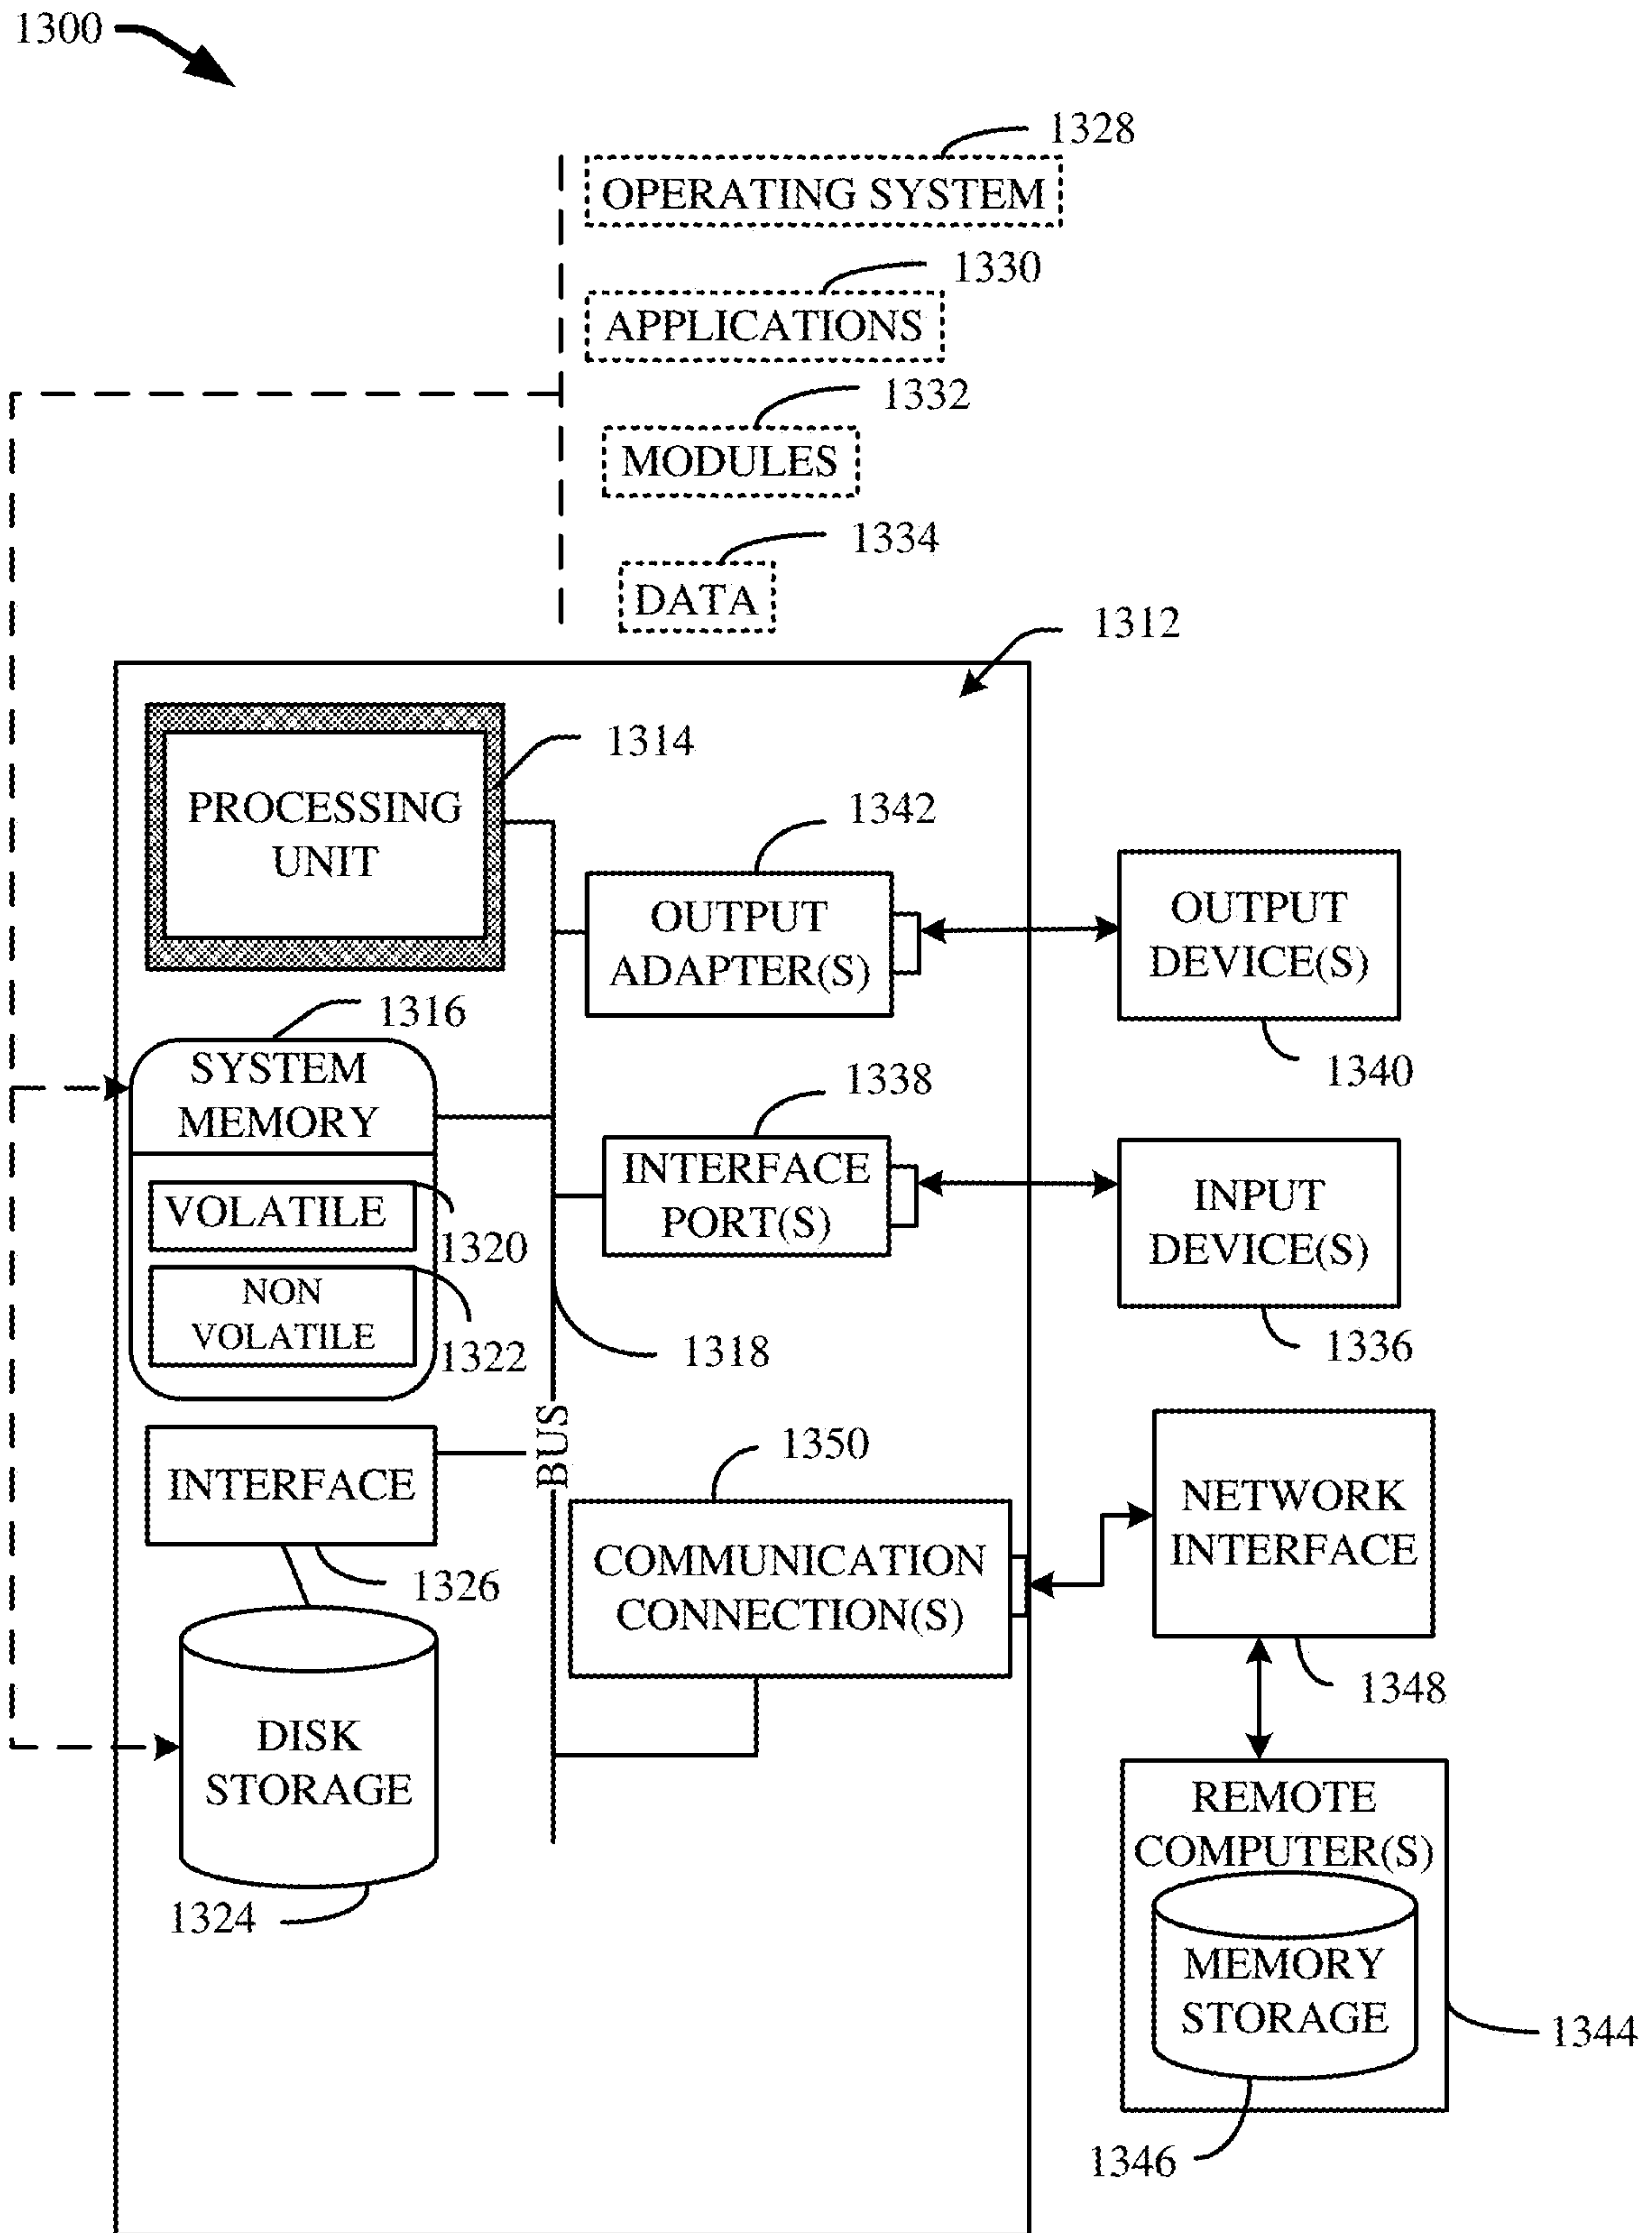 1300
1328
OPERATING SYSTEM
1330
APPLICATIONS
1332
MODULES
1334
DATA
1312
1314
PROCESSING
UNIT
1342
OUTPUT
ADAPTER(S)
OUTPUT
DEVICE(S)
1340
1316
SYSTEM
MEMORY
1338
INTERFACE
PORT(S)
INPUT
DEVICE(S)
1336
VOLATILE
1320
NON
VOLATILE
1322
1318
BUS
INTERFACE
1326
1350
COMMUNICATION
CONNECTION(S)
NETWORK
INTERFACE
1348
DISK
STORAGE
1324
REMOTE
COMPUTER(S)
MEMORY
STORAGE
1344
1346